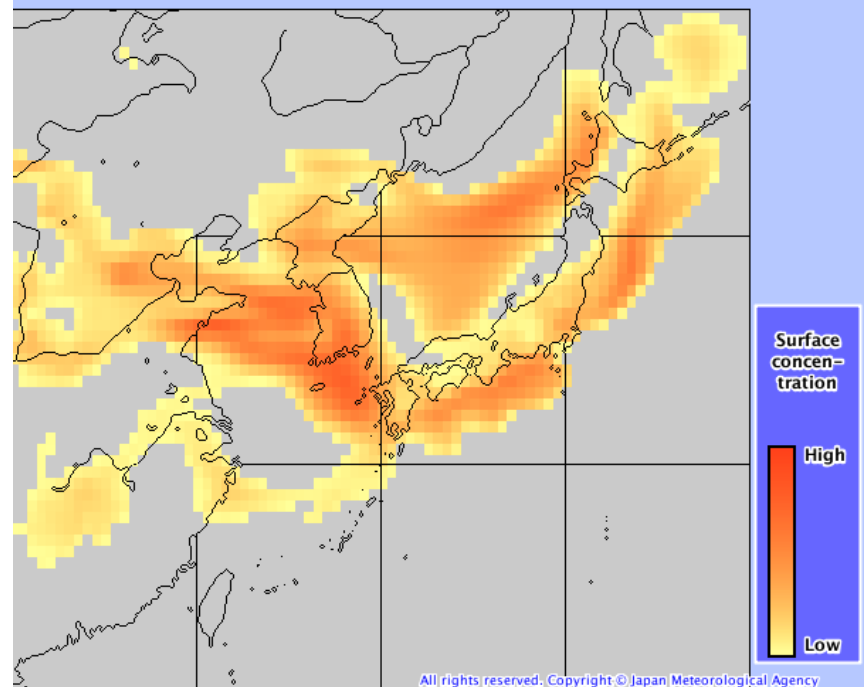 Surface
concen-
tration
High
Low
All rights reserved. Copyright © Japan Meteorological Agency